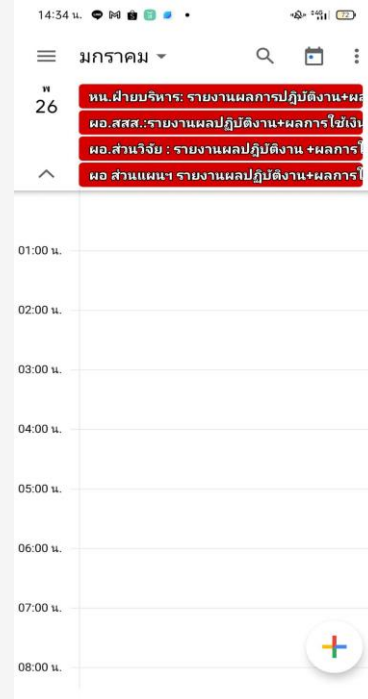 14:34 น.
72
มกราคม
พ
26
หน.ฝ่ายบริหาร: รายงานผลการปฎิบัติงาน+ผล
ผอ.สสส.:รายงานผลปฏิบัติงาน+ผลการใช้เงิน
ผอ.ส่วนวิจัย : รายงานผลปฎิบัติงาน +ผลการใ
ผอ ส่วนแผนฯ รายงานผลปฏิบัติงาน+ผลการใ
01:00 น.
02:00 น.
03:00 น.
04:00 น.
05:00 น.
06:00 น.
07:00 น.
08:00 น.